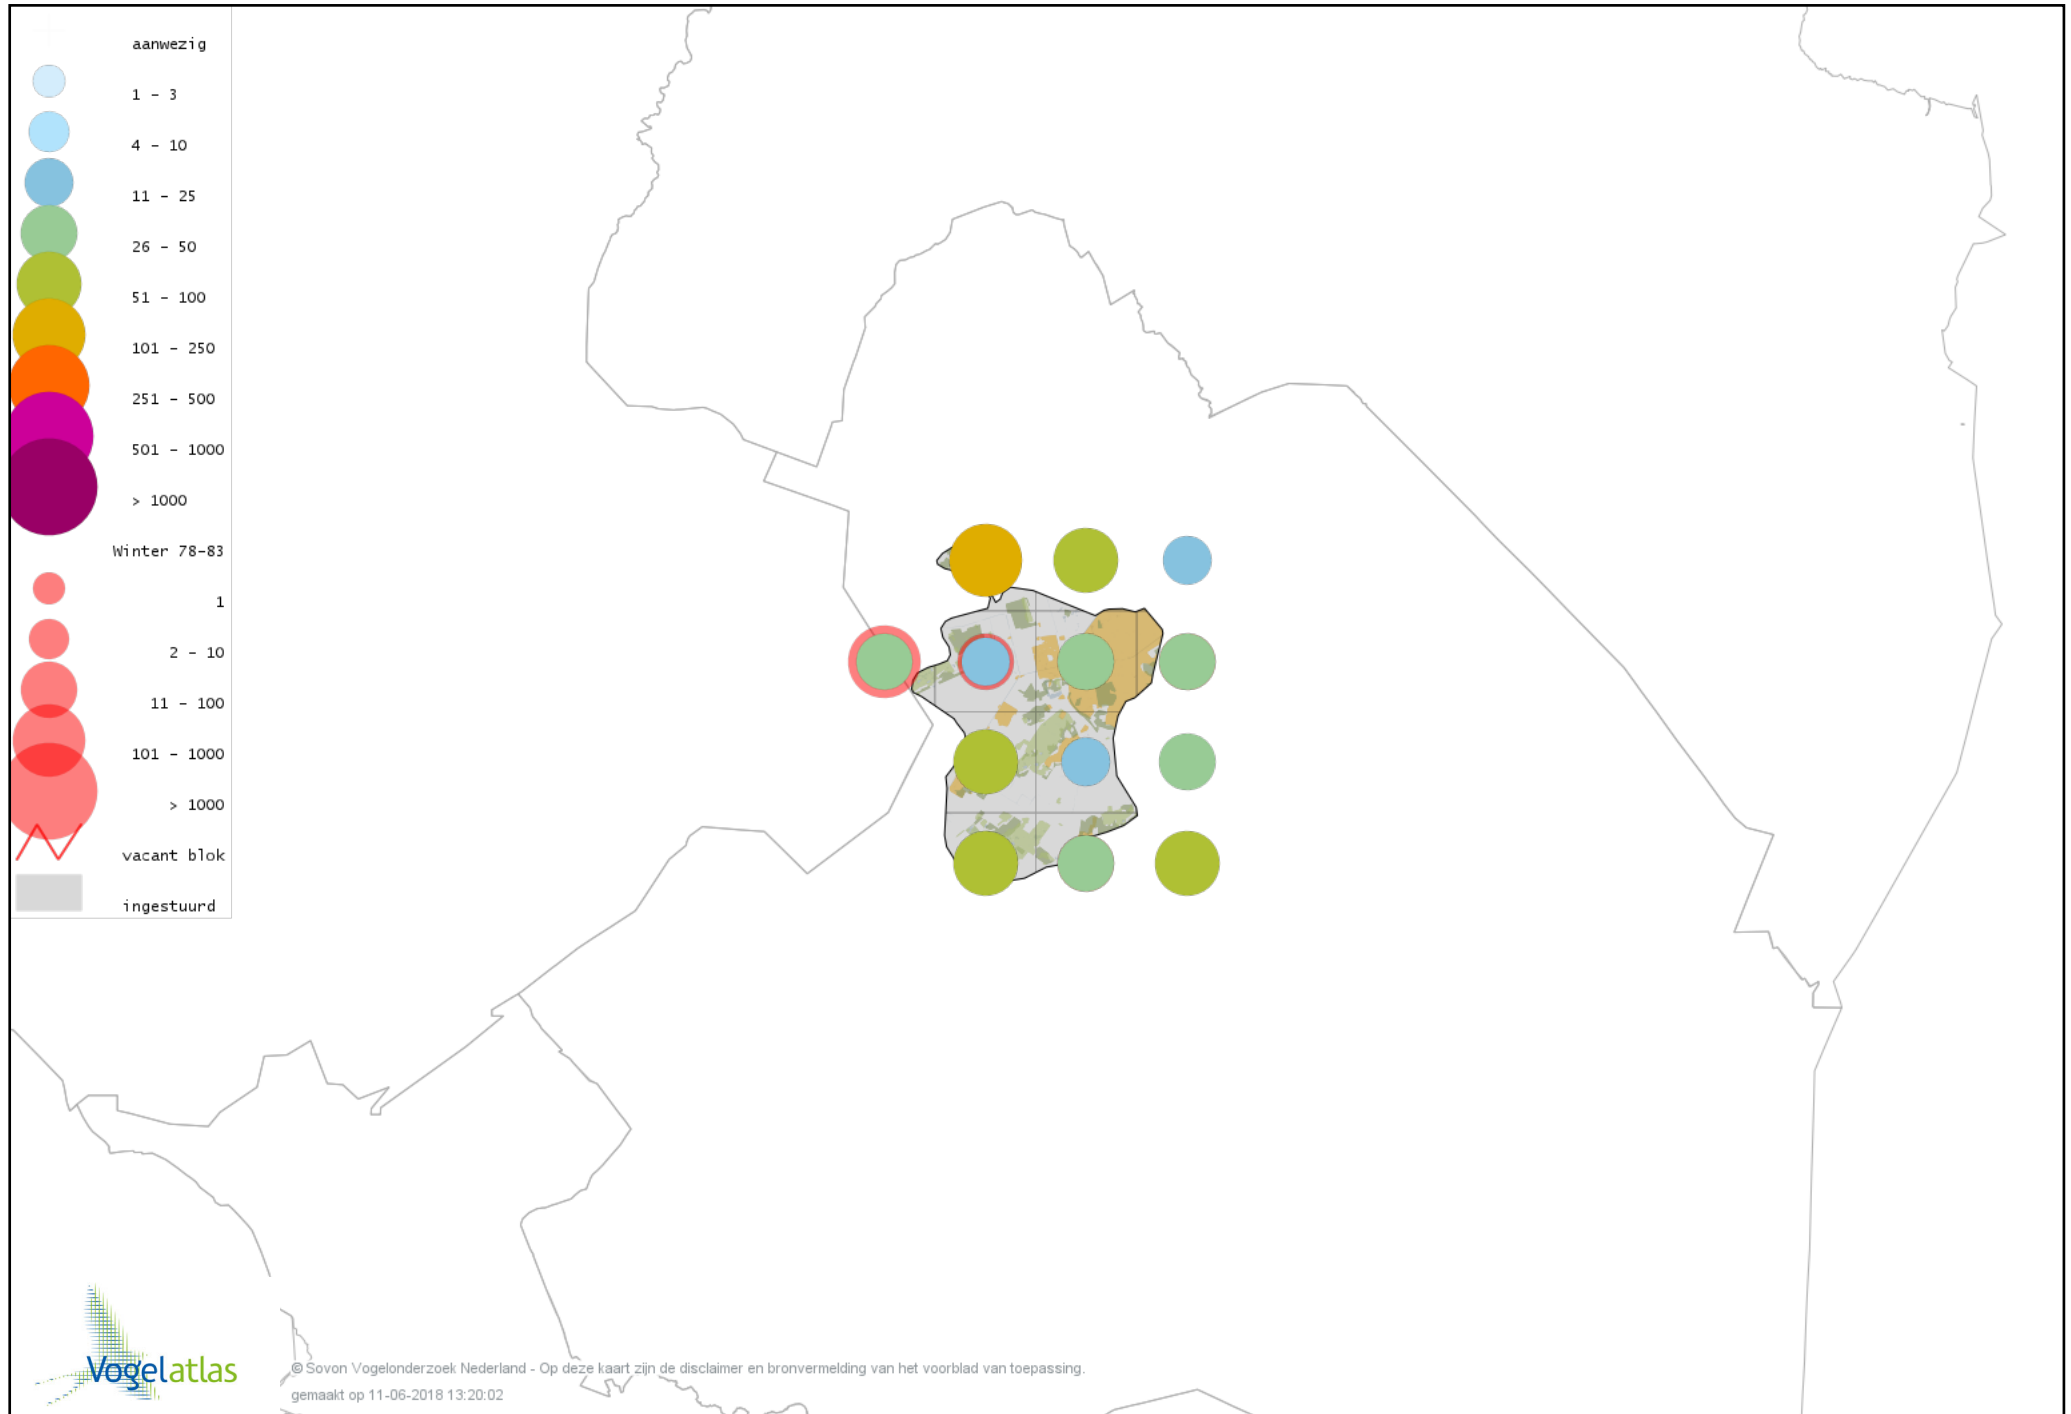 aanwezig
1 - 3
4 - 10
11 - 25
26 - 50
51 - 100
101 - 250
251 - 500
501 - 1000
> 1000
Winter 78-83
1
2 - 10
11 - 100
101 - 1000
> 1000
vacant blok
ingestuurd
Vogelatlas
© Sovon Vogelonderzoek Nederland - Op deze kaart zijn de disclaimer en bronvermelding van het voorblad van toepassing.
gemaakt op 11-06-2018 13:20:02